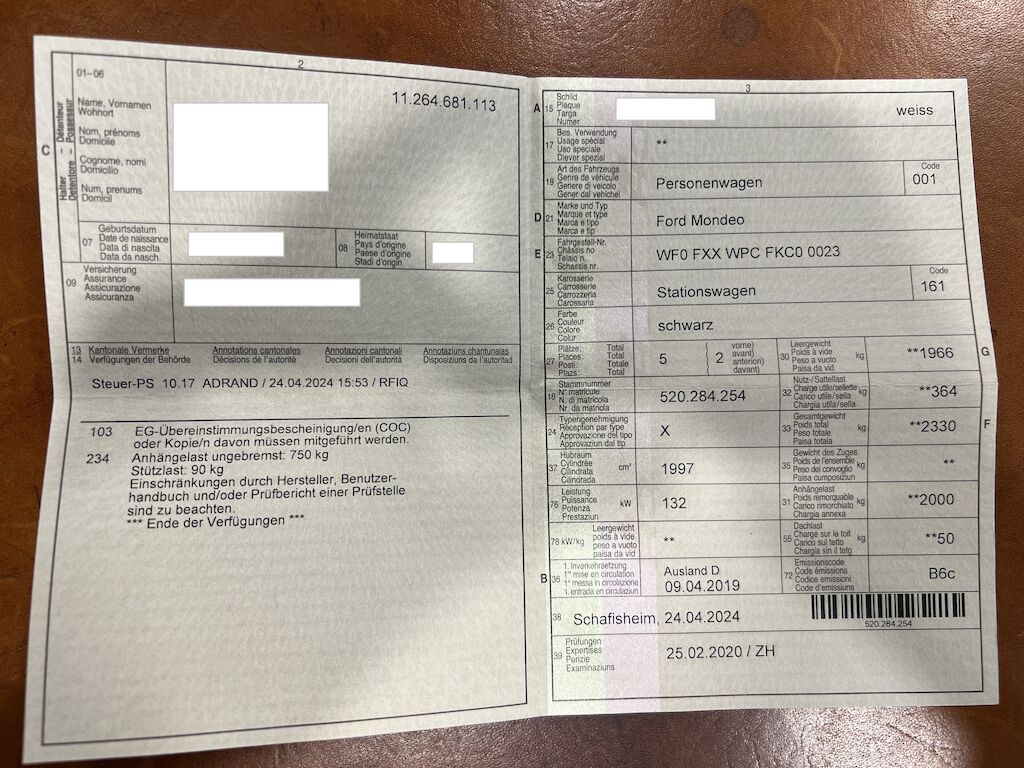 2
01–06
Halter – Détenteur
Detentore – Possessur
C
Name, Vornamen
Wohnort
Nom, prénoms
Domicile
Cognome, nomi
Domicilio
Num, prenums
Domicil
11.264.681.113
07
Geburtsdatum
Date de naissance
Data di nascita
Data da nasch.
08
Heimatstaat
Pays d'origine
Paese d'origine
Stadi d'origin
09
Versicherung
Assurance
Assicurazione
Assicuranza
13 Kantonale Vermerke Annotations cantonales Annotazioni cantonali Annotaziuns chantunalas
14 Verfügungen der Behörde Décisions de l'autorité Decisioni dell'autorità Disposiziuns da l'autoritad
Steuer-PS 10.17 ADRAND / 24.04.2024 15:53 / RFIQ
103 EG-Übereinstimmungsbescheinigung/en (COC)
oder Kopie/n davon müssen mitgeführt werden.
234 Anhängelast ungebremst: 750 kg
Stützlast: 90 kg
Einschränkungen durch Hersteller, Benutzer-
handbuch und/oder Prüfbericht einer Prüfstelle
sind zu beachten.
*** Ende der Verfügungen ***
3
A 15
Schild
Plaque
Targa
Numer
weiss
17
Bes. Verwendung
Usage spécial
Uso speciale
Diever spezial
**
19
Art des Fahrzeugs
Genre de véhicule
Genere di veicolo
Gener dal vehichel
Personenwagen
Code
001
D 21
Marke und Typ
Marque et type
Marca e tipo
Marca e tip
Ford Mondeo
E 23
Fahrgestell-Nr.
Châssis no
Telaio n.
Schassis nr.
WF0 FXX WPC FKC0 0023
25
Karosserie
Carrosserie
Carrozzeria
Carossaria
Stationswagen
Code
161
26
Farbe
Couleur
Colore
Colur
schwarz
27
Plätze: Total
Places: Total
Posti: Totale
Plazs: Total
5
2
vorne)
avant)
anteriori)
davant)
30
Leergewicht
Poids à vide
Peso a vuoto
Paisa da vid
kg
**1966
G
18
Stammnummer
N° matricule
N. di matricola
Nr. da matricla
520.284.254
32
Nutz-/Sattellast
Charge utile/sellette
Carico utile/sella
Chargia utila/sella
kg
**364
24
Typengenehmigung
Réception par type
Approvazione del tipo
Approvaziun dal tip
X
33
Gesamtgewicht
Poids total
Peso totale
Paisa totala
kg
**2330
F
37
Hubraum
Cylindrée
Cilindrata
Cilindrada
cm³
1997
35
Gewicht des Zuges
Poids de l'ensemble
Peso del convoglio
Paisa cumposiziun
kg
**
76
Leistung
Puissance
Potenza
Prestaziun
kW
132
31
Anhängelast
Poids remorquable
Carico rimorchiato
Chargia annexa
kg
**2000
78 kW/kg
Leergewicht
poids à vide
peso a vuoto
paisa da vid
**
55
Dachlast
Charge sur le toit
Carico sul tetto
Chargia sin il tetg
kg
**50
B 36
1. Inverkehrsetzung
1re mise en circulation
1a messa in circolazione
1. entrada en circulaziun
Ausland D
09.04.2019
72
Emissionscode
Code émissions
Codice emissioni
Code d'emissiuns
B6c
38
Schafisheim, 24.04.2024
520.284.254
39
Prüfungen
Expertises
Perizie
Examinaziuns
25.02.2020 / ZH